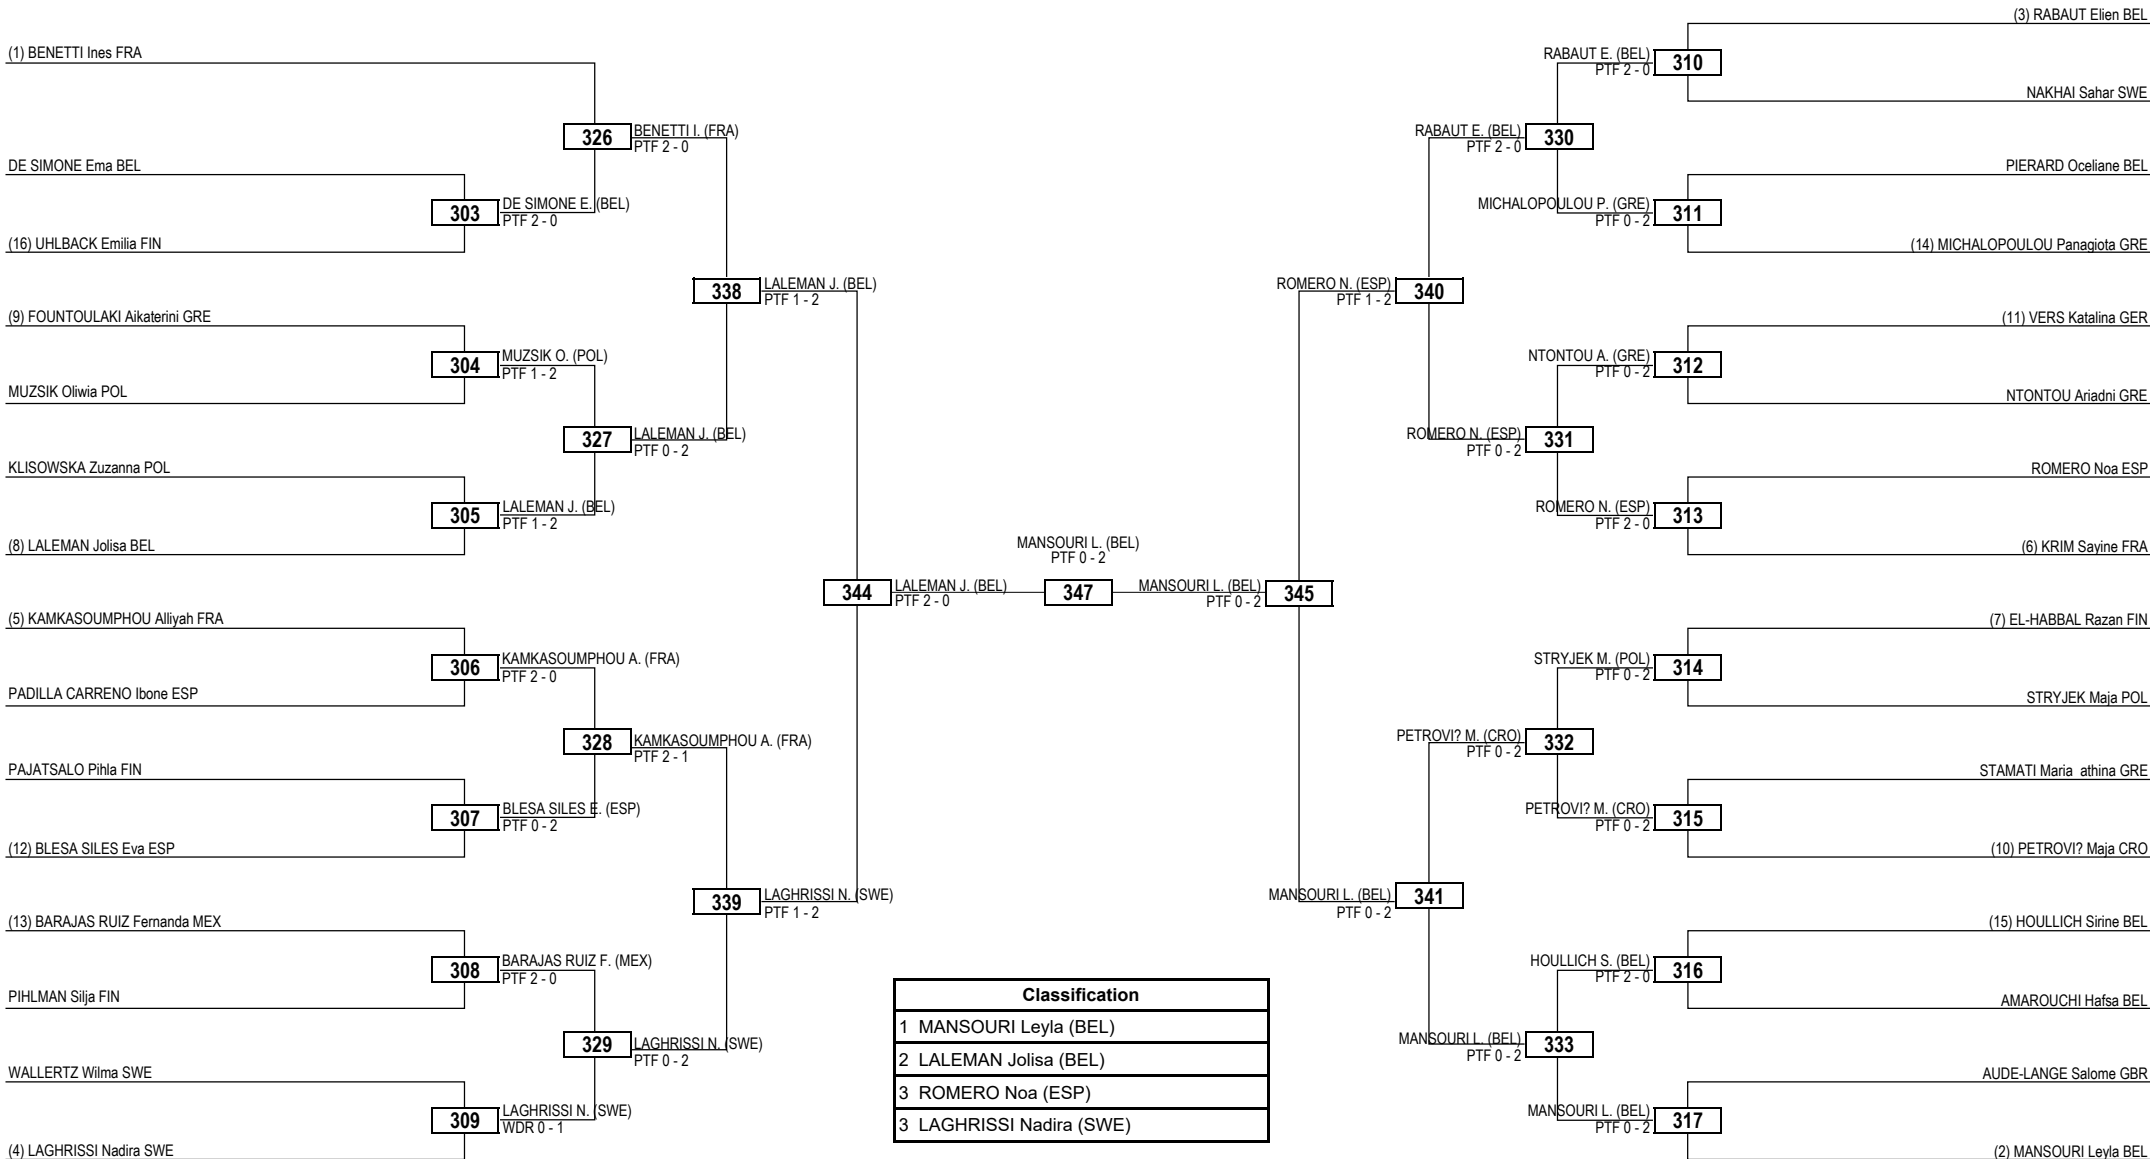 (1) BENETTI Ines FRA
DE SIMONE Ema BEL
(16) UHLBACK Emilia FIN
(9) FOUNTOULAKI Aikaterini GRE
MUZSIK Oliwia POL
KLISOWSKA Zuzanna POL
(8) LALEMAN Jolisa BEL
(5) KAMKASOUMPHOU Alliyah FRA
PADILLA CARRENO Ibone ESP
PAJATSALO Pihla FIN
(12) BLESA SILES Eva ESP
(13) BARAJAS RUIZ Fernanda MEX
PIHLMAN Silja FIN
WALLERTZ Wilma SWE
(4) LAGHRISSI Nadira SWE
303
DE SIMONE E. (BEL)
PTF 2 - 0
304
MUZSIK O. (POL)
PTF 1 - 2
305
LALEMAN J. (BEL)
PTF 1 - 2
306
KAMKASOUMPHOU A. (FRA)
PTF 2 - 0
307
BLESA SILES E. (ESP)
PTF 0 - 2
308
BARAJAS RUIZ F. (MEX)
PTF 2 - 0
309
LAGHRISSI N. (SWE)
WDR 0 - 1
326
BENETTI I. (FRA)
PTF 2 - 0
327
LALEMAN J. (BEL)
PTF 0 - 2
328
KAMKASOUMPHOU A. (FRA)
PTF 2 - 1
329
LAGHRISSI N. (SWE)
PTF 0 - 2
338
LALEMAN J. (BEL)
PTF 1 - 2
339
LAGHRISSI N. (SWE)
PTF 1 - 2
344
LALEMAN J. (BEL)
PTF 2 - 0
MANSOURI L. (BEL)
PTF 0 - 2
347
MANSOURI L. (BEL)
PTF 0 - 2
345
ROMERO N. (ESP)
PTF 1 - 2
340
MANSOURI L. (BEL)
PTF 0 - 2
341
RABAUT E. (BEL)
PTF 2 - 0
330
ROMERO N. (ESP)
PTF 0 - 2
331
PETROVI? M. (CRO)
PTF 0 - 2
332
MANSOURI L. (BEL)
PTF 0 - 2
333
RABAUT E. (BEL)
PTF 2 - 0
310
MICHALOPOULOU P. (GRE)
PTF 0 - 2
311
NTONTOU A. (GRE)
PTF 0 - 2
312
ROMERO N. (ESP)
PTF 2 - 0
313
STRYJEK M. (POL)
PTF 0 - 2
314
PETROVI? M. (CRO)
PTF 0 - 2
315
HOULLICH S. (BEL)
PTF 2 - 0
316
MANSOURI L. (BEL)
PTF 0 - 2
317
(3) RABAUT Elien BEL
NAKHAI Sahar SWE
PIERARD Oceliane BEL
(14) MICHALOPOULOU Panagiota GRE
(11) VERS Katalina GER
NTONTOU Ariadni GRE
ROMERO Noa ESP
(6) KRIM Sayine FRA
(7) EL-HABBAL Razan FIN
STRYJEK Maja POL
STAMATI Maria athina GRE
(10) PETROVI? Maja CRO
(15) HOULLICH Sirine BEL
AMAROUCHI Hafsa BEL
AUDE-LANGE Salome GBR
(2) MANSOURI Leyla BEL
Classification
1 MANSOURI Leyla (BEL)
2 LALEMAN Jolisa (BEL)
3 ROMERO Noa (ESP)
3 LAGHRISSI Nadira (SWE)